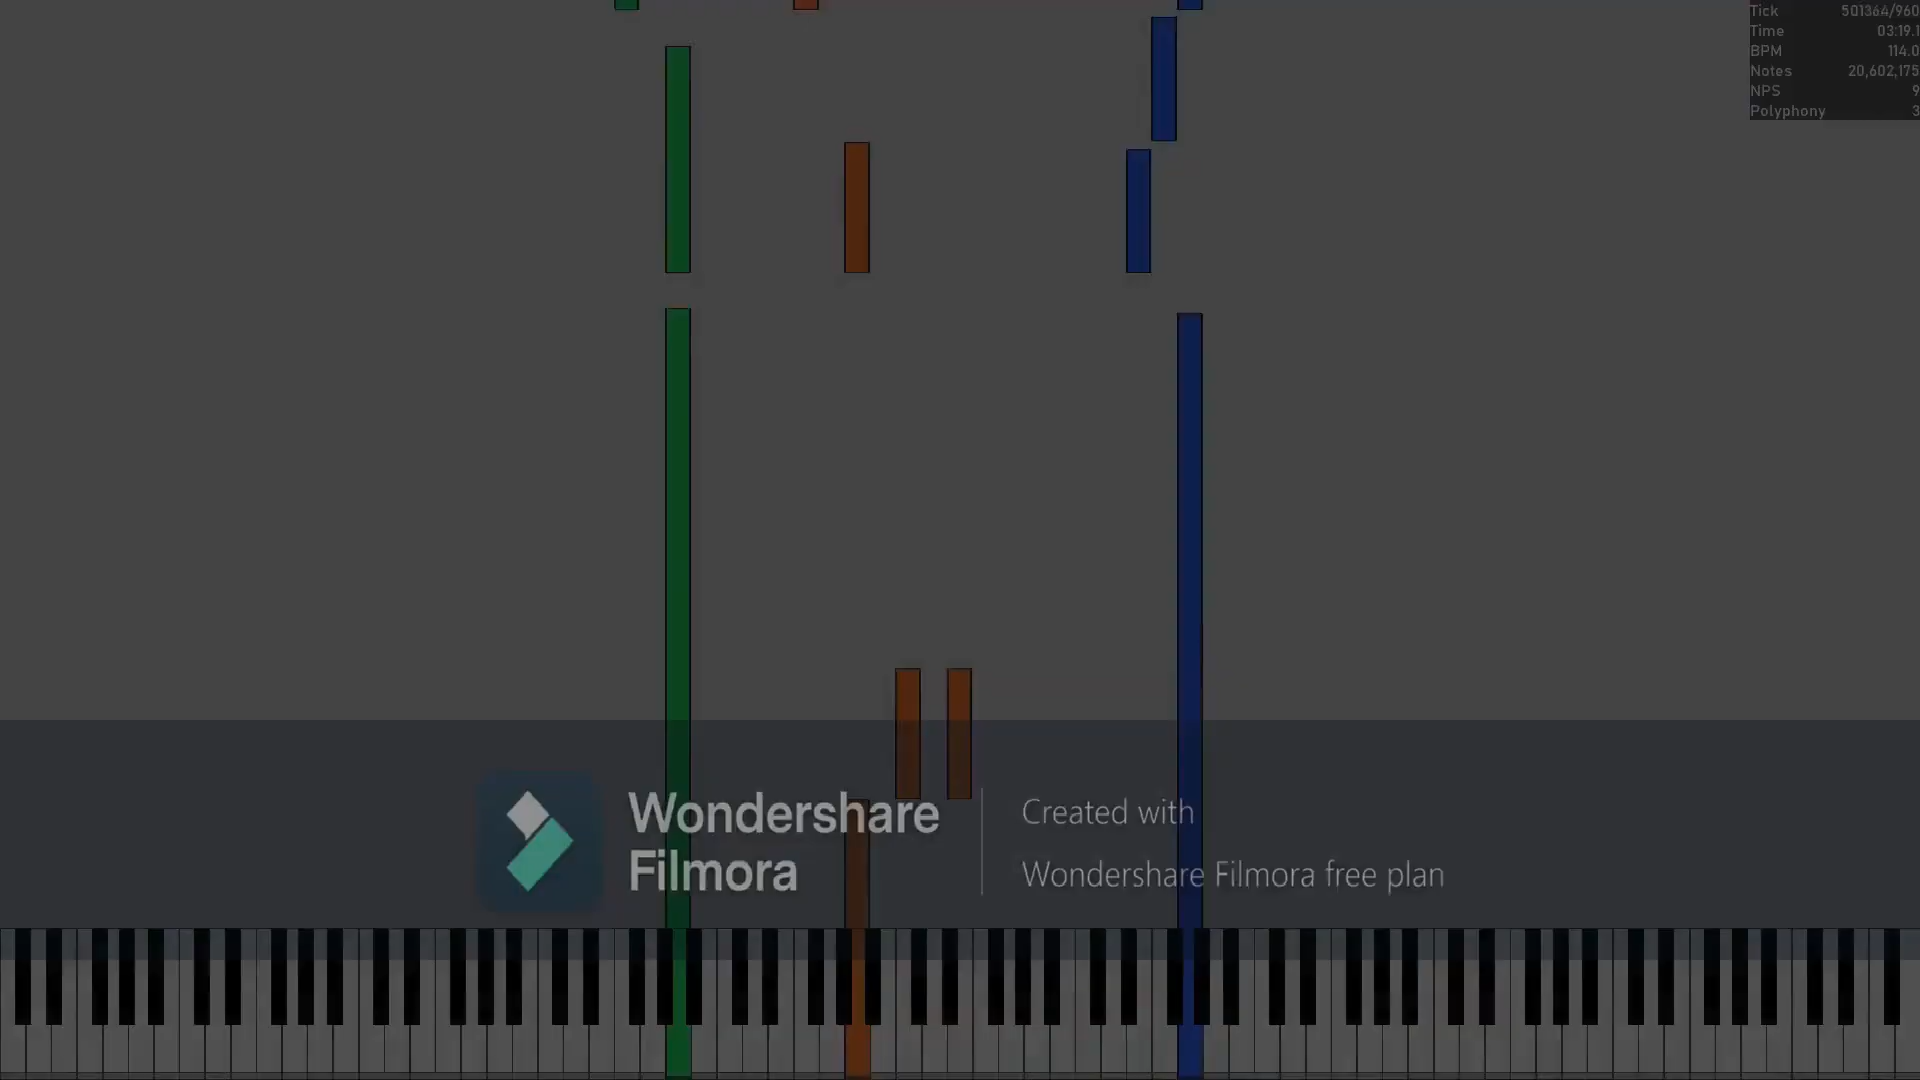 Tick 501364/960
Time 03:19.1
BPM 114.0
Notes 20,602,175
NPS 9
Polyphony 3
Wondershare
Filmora
Created with
Wondershare Filmora free plan